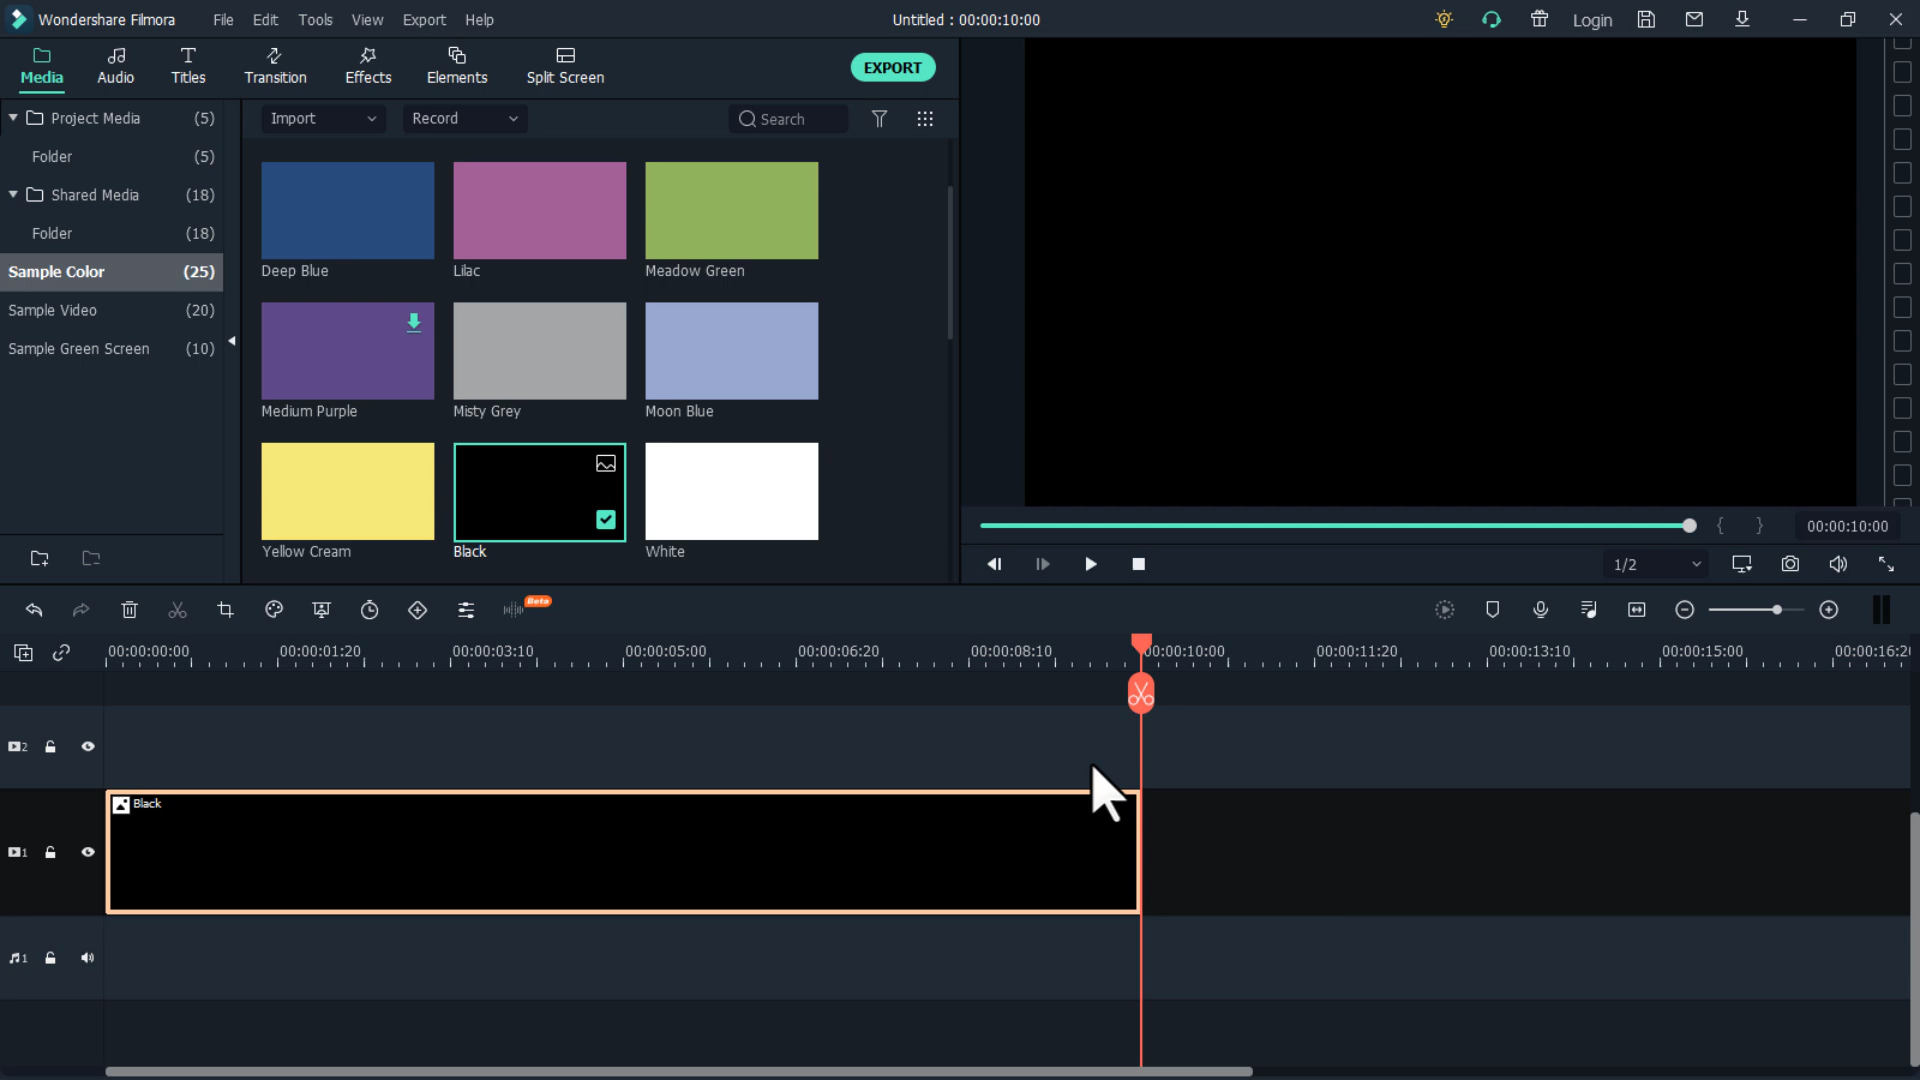 Wondershare Filmora File Edit Tools View Export Help Untitled : 00:00:10:00 Login
Media Audio Titles Transition Effects Elements Split Screen EXPORT
Project Media (5)
Folder (5)
Shared Media (18)
Folder (18)
Sample Color (25)
Sample Video (20)
Sample Green Screen (10)
Import Record Search
Deep Blue Lilac Meadow Green
Medium Purple Misty Grey Moon Blue
Yellow Cream Black White
{ } 00:00:10:00
1/2
Beta
00:00:00:00 00:00:01:20 00:00:03:10 00:00:05:00 00:00:06:20 00:00:08:10 00:00:10:00 00:00:11:20 00:00:13:10 00:00:15:00 00:00:16:20
2
Black
1
1